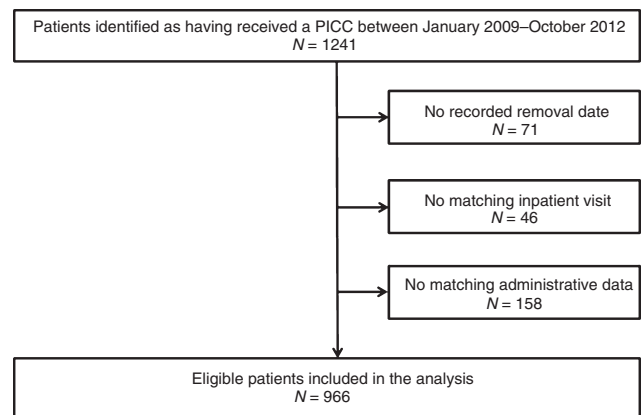 Patients identified as having received a PICC between January 2009–October 2012
N = 1241
No recorded removal date
N = 71
No matching inpatient visit
N = 46
No matching administrative data
N = 158
Eligible patients included in the analysis
N = 966